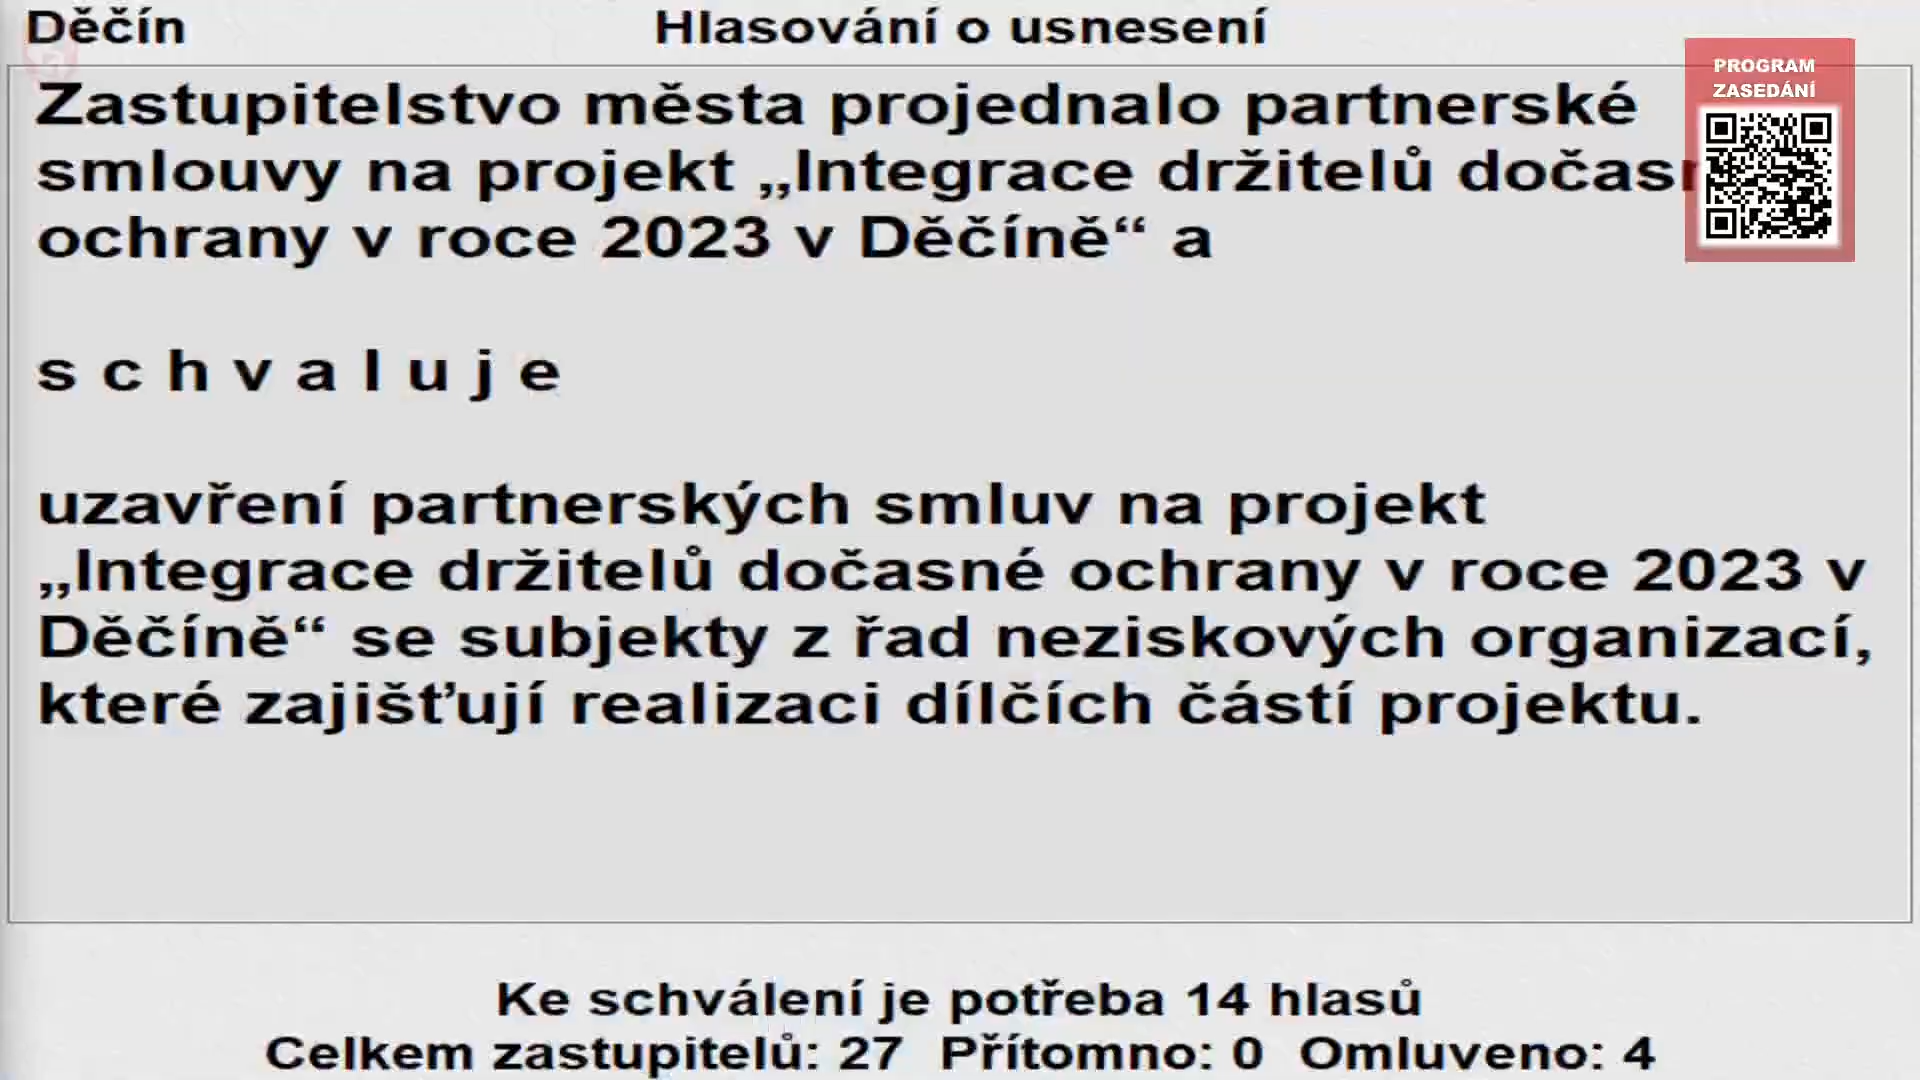 Děčín
Hlasování o usnesení
PROGRAM
ZASEDÁNÍ
Zastupitelstvo města projednalo partnerské
smlouvy na projekt „Integrace držitelů
ochrany v roce 2023 v Děčíně“ a
s c h v a l u j e
uzavření partnerských smluv na projekt
„Integrace držitelů dočasné ochrany v roce 2023 v
Děčíně“ se subjekty z řad neziskových organizací,
které zajišťují realizaci dílčích částí projektu.
Ke schválení je potřeba 14 hlasů
Celkem zastupitelů: 27 Přítomno: 0 Omluveno: 4